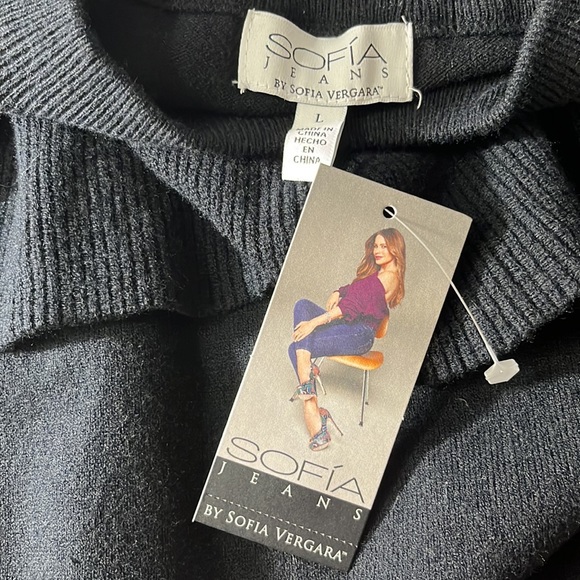 SOFÍA
JEANS
BY SOFIA VERGARA™
L
MADE IN
CHINA
HECHO
EN
CHINA
SOFÍA
JEANS
BY SOFIA VERGARA™